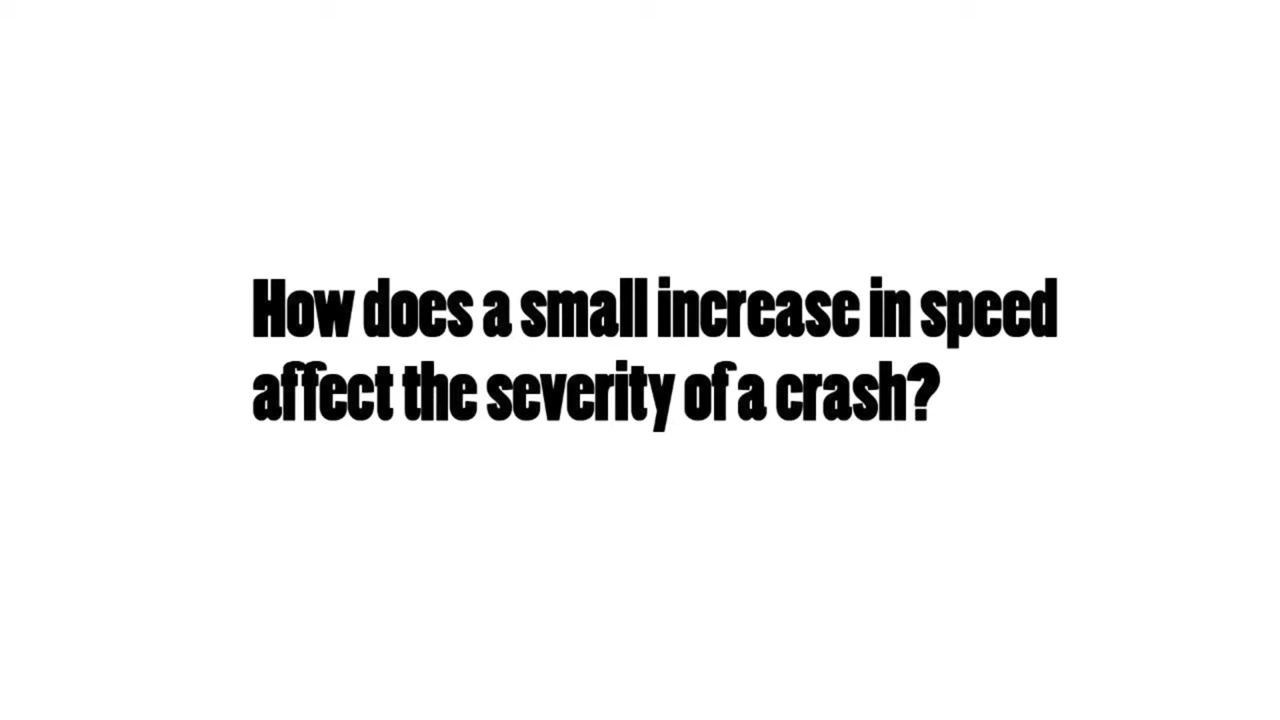 How does a small increase in speed
affect the severity of a crash?